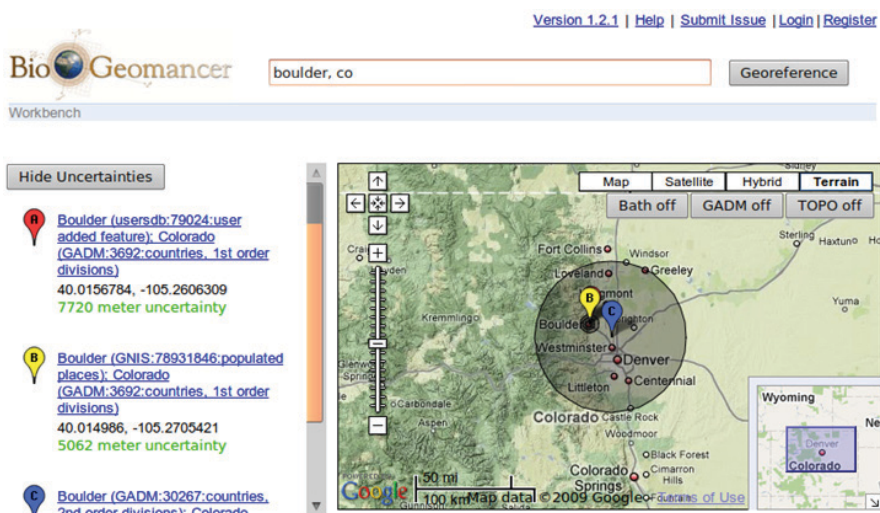 Version 1.2.1 | Help | Submit Issue | Login | Register
BioGeomancer
boulder, co
Georeference
Workbench
Hide Uncertainties
A
Boulder (usersdb:79024:user
added feature); Colorado
(GADM:3692:countries, 1st order
divisions)
40.0156784, -105.2606309
7720 meter uncertainty
B
Boulder (GNIS:78931846:populated
places); Colorado
(GADM:3692:countries, 1st order
divisions)
40.014986, -105.2705421
5062 meter uncertainty
C
Boulder (GADM:30267:countries,
2nd order divisions); Colorado
Map
Satellite
Hybrid
Terrain
Bath off
GADM off
TOPO off
Sterling
Haxtun
Fort Collins
Windsor
Loveland
Greeley
B
C
Yuma
Kremmling
Boulder
Westminster
Denver
Centennial
Littleton
Carbondale
Aspen
Colorado
Castle Rock
Woodmoor
Black Forest
Colorado
Springs
Cimarron
Hills
POWERED BY
Google
50 mi
100 km
Map data ©2009 Google - Terms of Use
Gunnison
Salida
Wyoming
Denver
Colorado